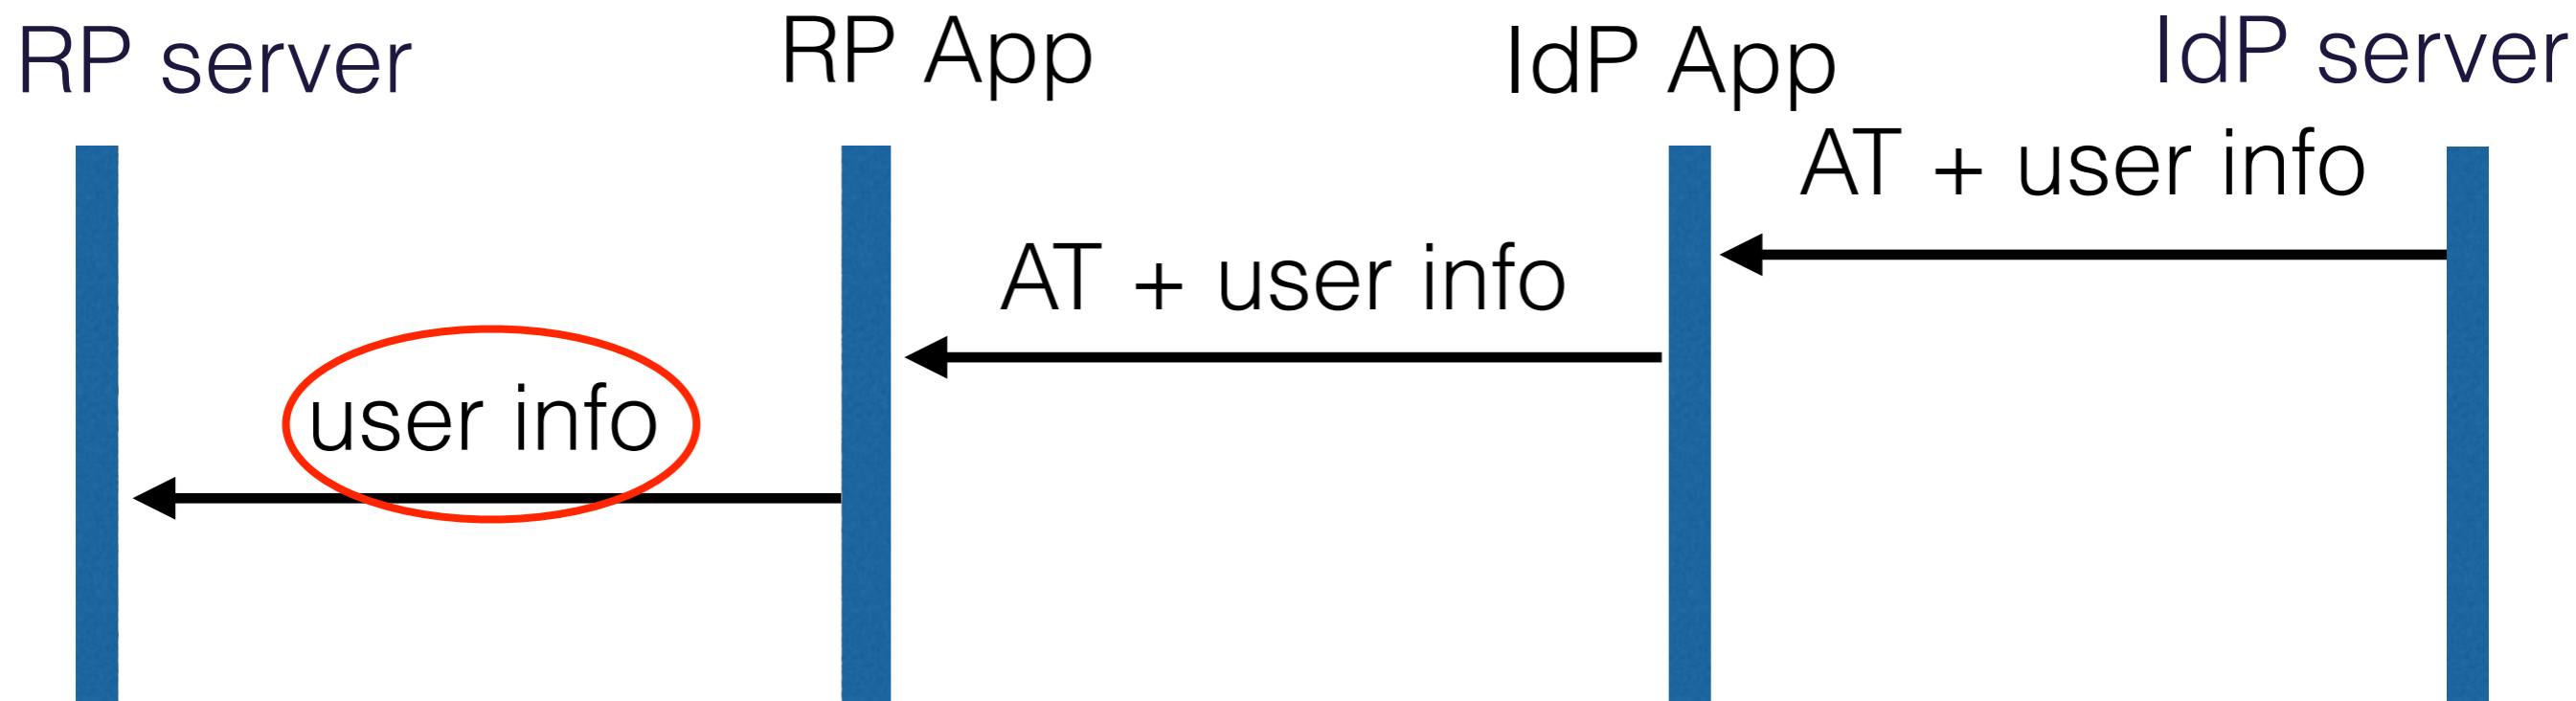 RP server
RP App
IdP App
IdP server
AT + user info
AT + user info
user info